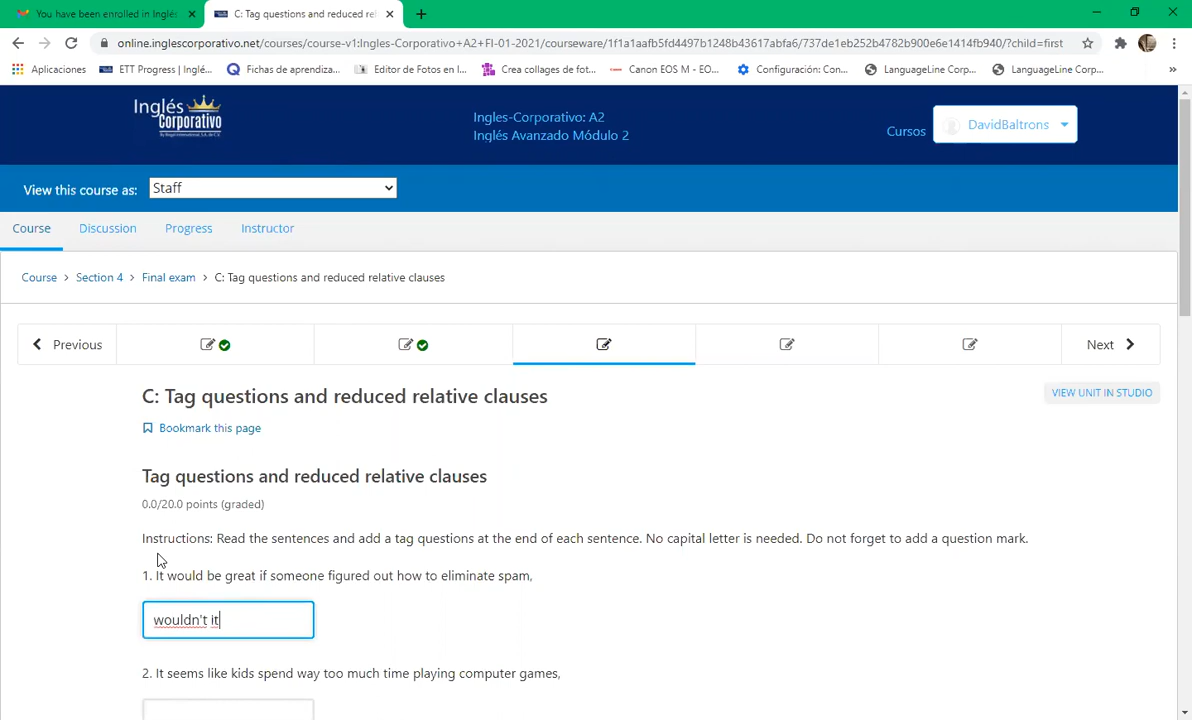 You have been enrolled in Inglés
C: Tag questions and reduced rel
online.inglescorporativo.net/courses/course-v1:Ingles-Corporativo+A2+FI-01-2021/courseware/1f1a1aafb5fd4497b1248b43617abfa6/737de1eb252b4782b900e6e1414fb940/?child=first
Aplicaciones
ETT Progress | Inglé...
Fichas de aprendiza...
Editor de Fotos en l...
Crea collages de fot...
Canon EOS M - EO...
Configuración: Con...
LanguageLine Corp...
LanguageLine Corp...
Inglés
Corporativo
Ingles-Corporativo: A2
Inglés Avanzado Módulo 2
Cursos
DavidBaltrons
View this course as:
Staff
Course
Discussion
Progress
Instructor
Course > Section 4 > Final exam > C: Tag questions and reduced relative clauses
Previous
Next
C: Tag questions and reduced relative clauses
VIEW UNIT IN STUDIO
Bookmark this page
Tag questions and reduced relative clauses
0.0/20.0 points (graded)
Instructions: Read the sentences and add a tag questions at the end of each sentence. No capital letter is needed. Do not forget to add a question mark.
1. It would be great if someone figured out how to eliminate spam,
wouldn't it
2. It seems like kids spend way too much time playing computer games,